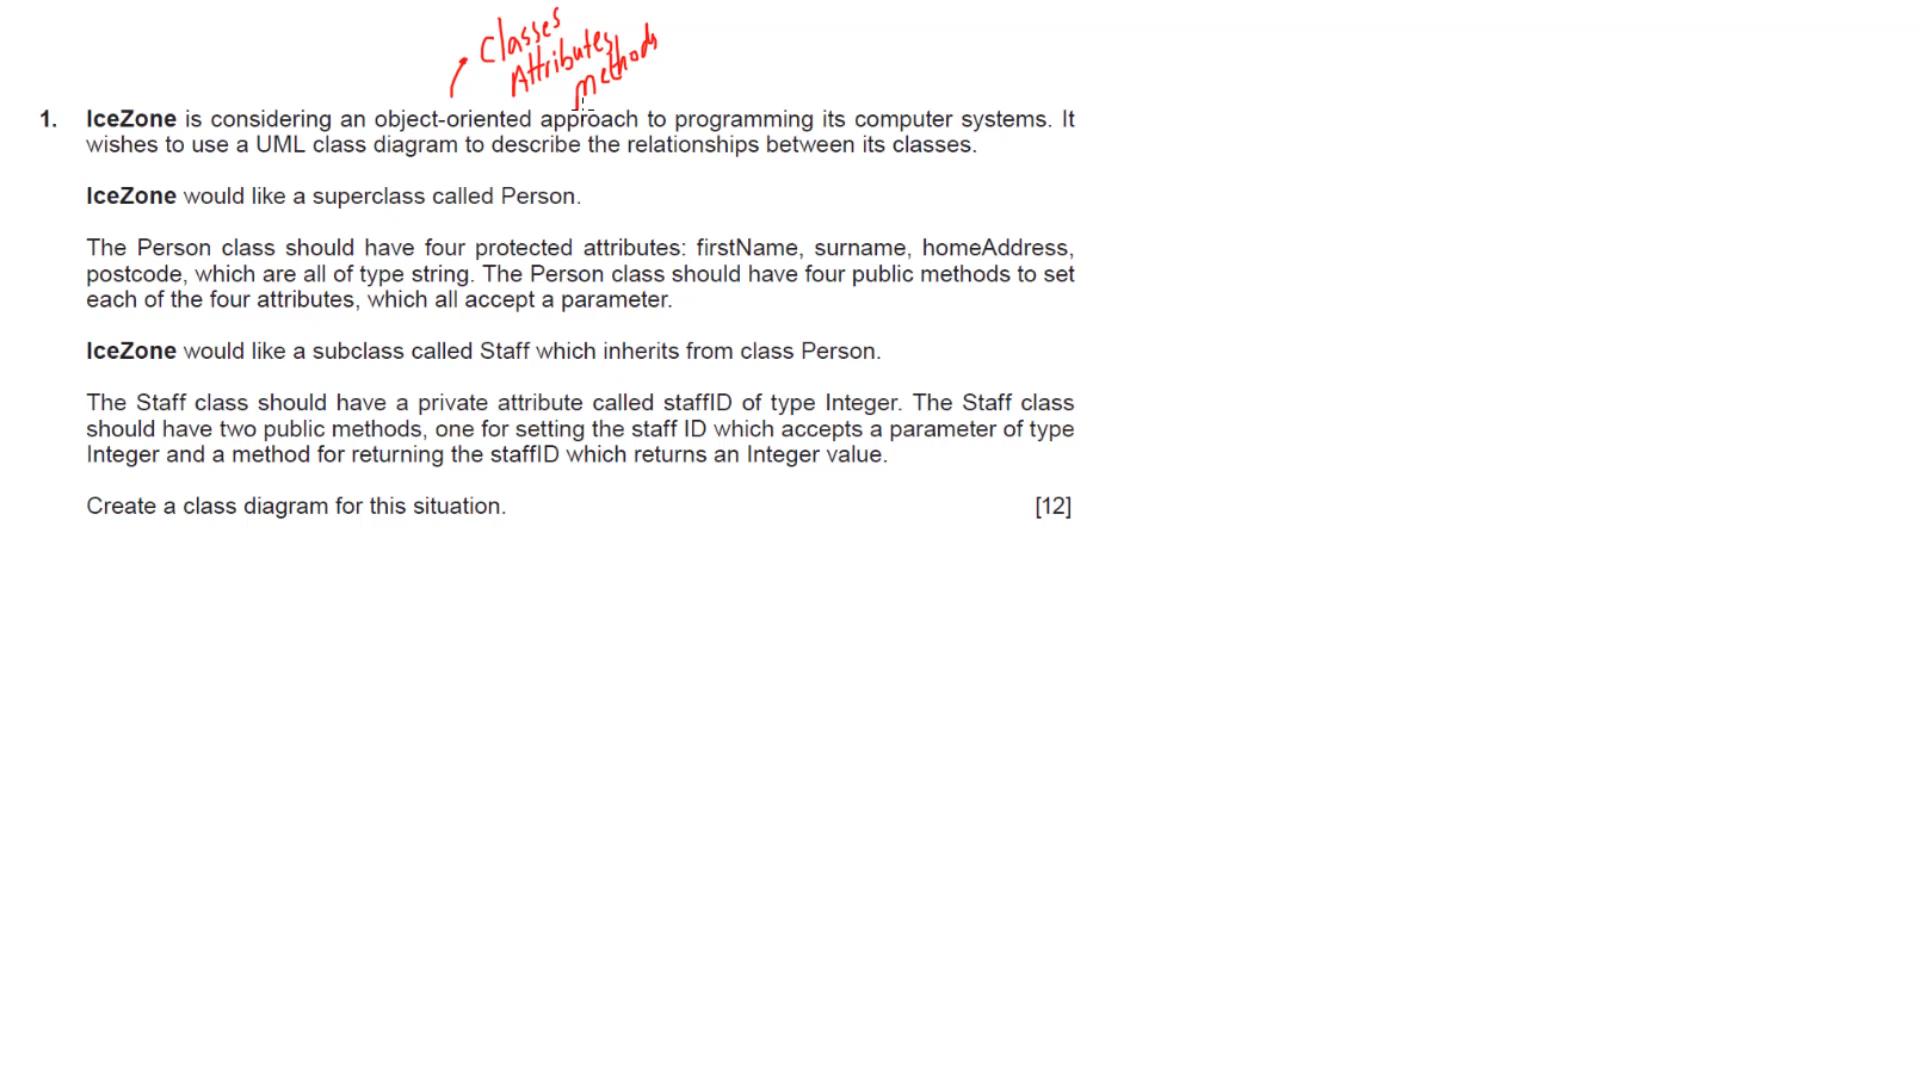 Classes
Attributes
methods
1. IceZone is considering an object-oriented approach to programming its computer systems. It
wishes to use a UML class diagram to describe the relationships between its classes.
IceZone would like a superclass called Person.
The Person class should have four protected attributes: firstName, surname, homeAddress,
postcode, which are all of type string. The Person class should have four public methods to set
each of the four attributes, which all accept a parameter.
IceZone would like a subclass called Staff which inherits from class Person.
The Staff class should have a private attribute called staffID of type Integer. The Staff class
should have two public methods, one for setting the staff ID which accepts a parameter of type
Integer and a method for returning the staffID which returns an Integer value.
Create a class diagram for this situation. [12]